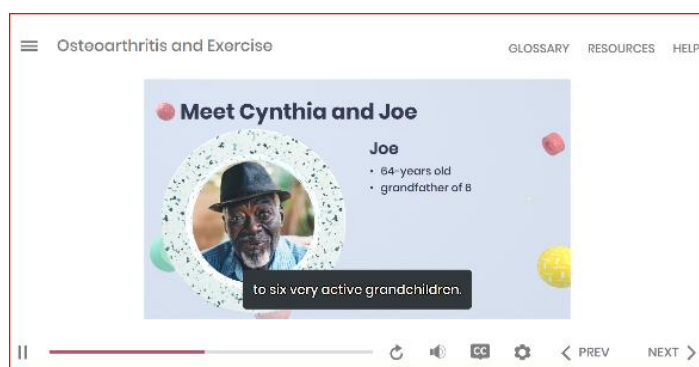 Osteoarthritis and Exercise
GLOSSARY RESOURCES HELP
Meet Cynthia and Joe
Joe
• 64-years old
• grandfather of 6
to six very active grandchildren.
CC
PREV NEXT